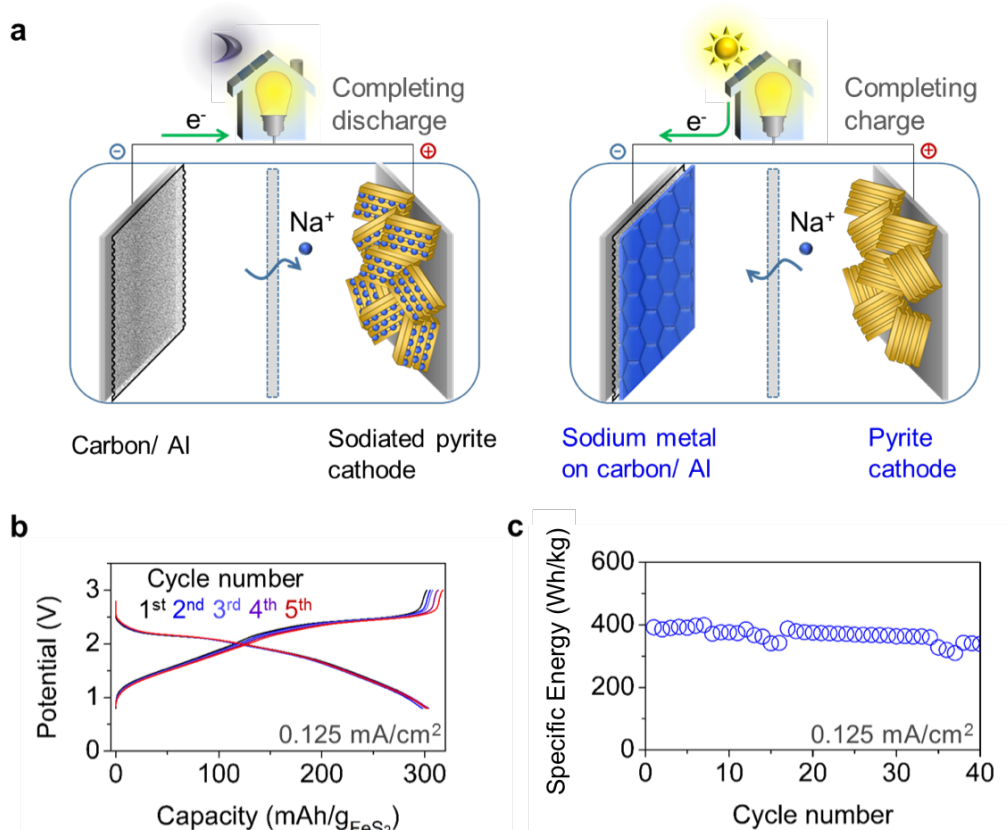 a
Completing
discharge
e⁻
⊖
⊕
Na⁺
Carbon/ Al
Sodiated pyrite
cathode
Completing
charge
e⁻
⊖
⊕
Na⁺
Sodium metal
on carbon/ Al
Pyrite
cathode
b
Potential (V)
3
2
1
0
Cycle number
1st 2nd 3rd 4th 5th
0.125 mA/cm²
0 100 200 300
Capacity (mAh/gFeS₂)
c
Specific Energy (Wh/kg)
600
400
200
0
0.125 mA/cm²
0 10 20 30 40
Cycle number